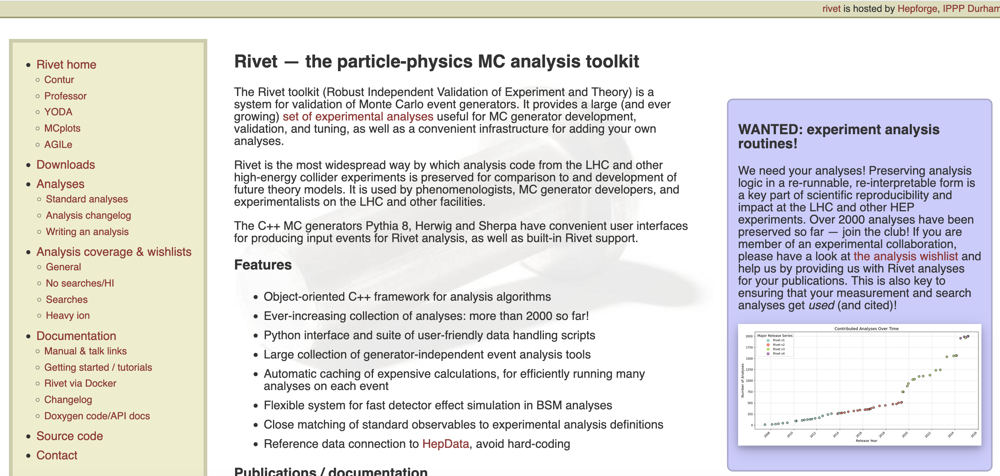 rivet is hosted by Hepforge, IPPP Durham
Rivet home
Contur
Professor
YODA
MCplots
AGILe
Downloads
Analyses
Standard analyses
Analysis changelog
Writing an analysis
Analysis coverage & wishlists
General
No searches/HI
Searches
Heavy ion
Documentation
Manual & talk links
Getting started / tutorials
Rivet via Docker
Changelog
Doxygen code/API docs
Source code
Contact
Rivet — the particle-physics MC analysis toolkit
The Rivet toolkit (Robust Independent Validation of Experiment and Theory) is a
system for validation of Monte Carlo event generators. It provides a large (and ever
growing) set of experimental analyses useful for MC generator development,
validation, and tuning, as well as a convenient infrastructure for adding your own
analyses.
Rivet is the most widespread way by which analysis code from the LHC and other
high-energy collider experiments is preserved for comparison to and development of
future theory models. It is used by phenomenologists, MC generator developers, and
experimentalists on the LHC and other facilities.
The C++ MC generators Pythia 8, Herwig and Sherpa have convenient user interfaces
for producing input events for Rivet analysis, as well as built-in Rivet support.
Features
Object-oriented C++ framework for analysis algorithms
Ever-increasing collection of analyses: more than 2000 so far!
Python interface and suite of user-friendly data handling scripts
Large collection of generator-independent event analysis tools
Automatic caching of expensive calculations, for efficiently running many
analyses on each event
Flexible system for fast detector effect simulation in BSM analyses
Close matching of standard observables to experimental analysis definitions
Reference data connection to HepData, avoid hard-coding
Publications / documentation
WANTED: experiment analysis
routines!
We need your analyses! Preserving analysis
logic in a re-runnable, re-interpretable form is
a key part of scientific reproducibility and
impact at the LHC and other HEP
experiments. Over 2000 analyses have been
preserved so far — join the club! If you are
member of an experimental collaboration,
please have a look at the analysis wishlist and
help us by providing us with Rivet analyses
for your publications. This is also key to
ensuring that your measurement and search
analyses get used (and cited)!
Contributed Analyses Over Time
Major Release Series
Rivet v1
Rivet v2
Rivet v3
Rivet v4
Number of Analyses
2000
1750
1500
1250
1000
750
500
250
0
2008
2010
2012
2014
2016
2018
2020
2022
2024
2026
Release Year